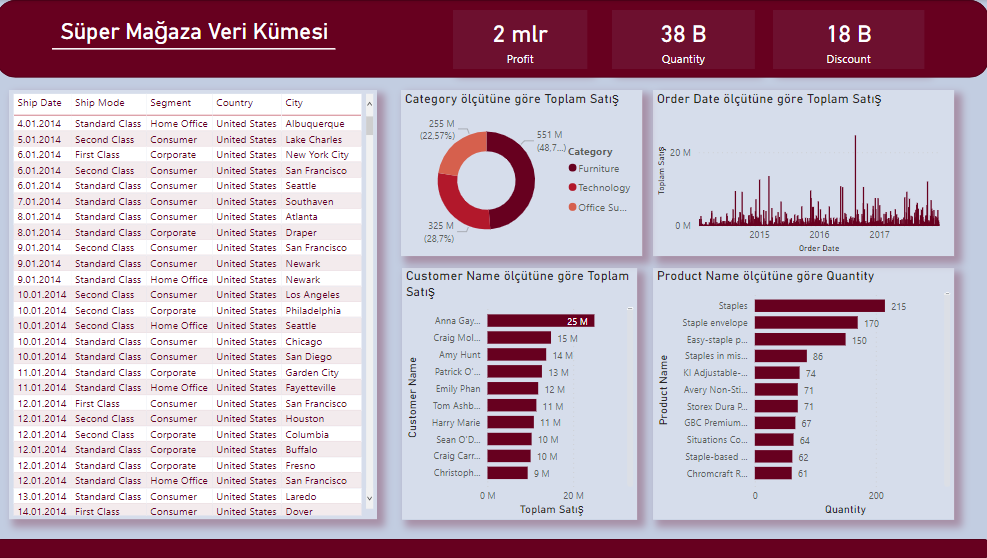 Süper Mağaza Veri Kümesi
2 mlr
Profit
38 B
Quantity
18 B
Discount
Ship Date Ship Mode Segment Country City
4.01.2014 Standard Class Home Office United States Albuquerque
5.01.2014 Second Class Consumer United States Lake Charles
6.01.2014 First Class Corporate United States New York City
6.01.2014 Second Class Consumer United States San Francisco
6.01.2014 Standard Class Consumer United States Seattle
7.01.2014 Standard Class Consumer United States Southaven
8.01.2014 Standard Class Consumer United States Atlanta
8.01.2014 Standard Class Corporate United States Draper
9.01.2014 Second Class Consumer United States San Francisco
9.01.2014 Standard Class Consumer United States Newark
9.01.2014 Standard Class Home Office United States Newark
10.01.2014 Second Class Consumer United States Los Angeles
10.01.2014 Second Class Corporate United States Philadelphia
10.01.2014 Second Class Home Office United States Seattle
10.01.2014 Standard Class Consumer United States Chicago
10.01.2014 Standard Class Consumer United States San Diego
11.01.2014 Standard Class Corporate United States Garden City
11.01.2014 Standard Class Home Office United States Fayetteville
12.01.2014 First Class Corporate United States San Francisco
12.01.2014 Second Class Consumer United States Houston
12.01.2014 Second Class Corporate United States Columbia
12.01.2014 Standard Class Corporate United States Buffalo
12.01.2014 Standard Class Corporate United States Fresno
12.01.2014 Standard Class Home Office United States San Francisco
13.01.2014 Standard Class Consumer United States Laredo
14.01.2014 First Class Consumer United States Dover
Category ölçütüne göre Toplam Satış
255 M
(22,57%)
551 M
(48,7...)
325 M
(28,7%)
Category
Furniture
Technology
Office Su...
Order Date ölçütüne göre Toplam Satış
Toplam Satış
20 M
0 M
2015 2016 2017
Order Date
Customer Name ölçütüne göre Toplam
Satış
Customer Name
Anna Gay... 25 M
Craig Mol... 15 M
Amy Hunt 14 M
Patrick O'... 13 M
Emily Phan 12 M
Tom Ashb... 11 M
Harry Marie 11 M
Sean O'D... 10 M
Craig Carr... 10 M
Christoph... 9 M
0 M 20 M
Toplam Satış
Product Name ölçütüne göre Quantity
Product Name
Staples 215
Staple envelope 170
Easy-staple p... 150
Staples in mis... 86
KI Adjustable-... 74
Avery Non-Sti... 71
Storex Dura P... 71
GBC Premium... 67
Situations Co... 64
Staple-based ... 62
Chromcraft R... 61
0 200
Quantity